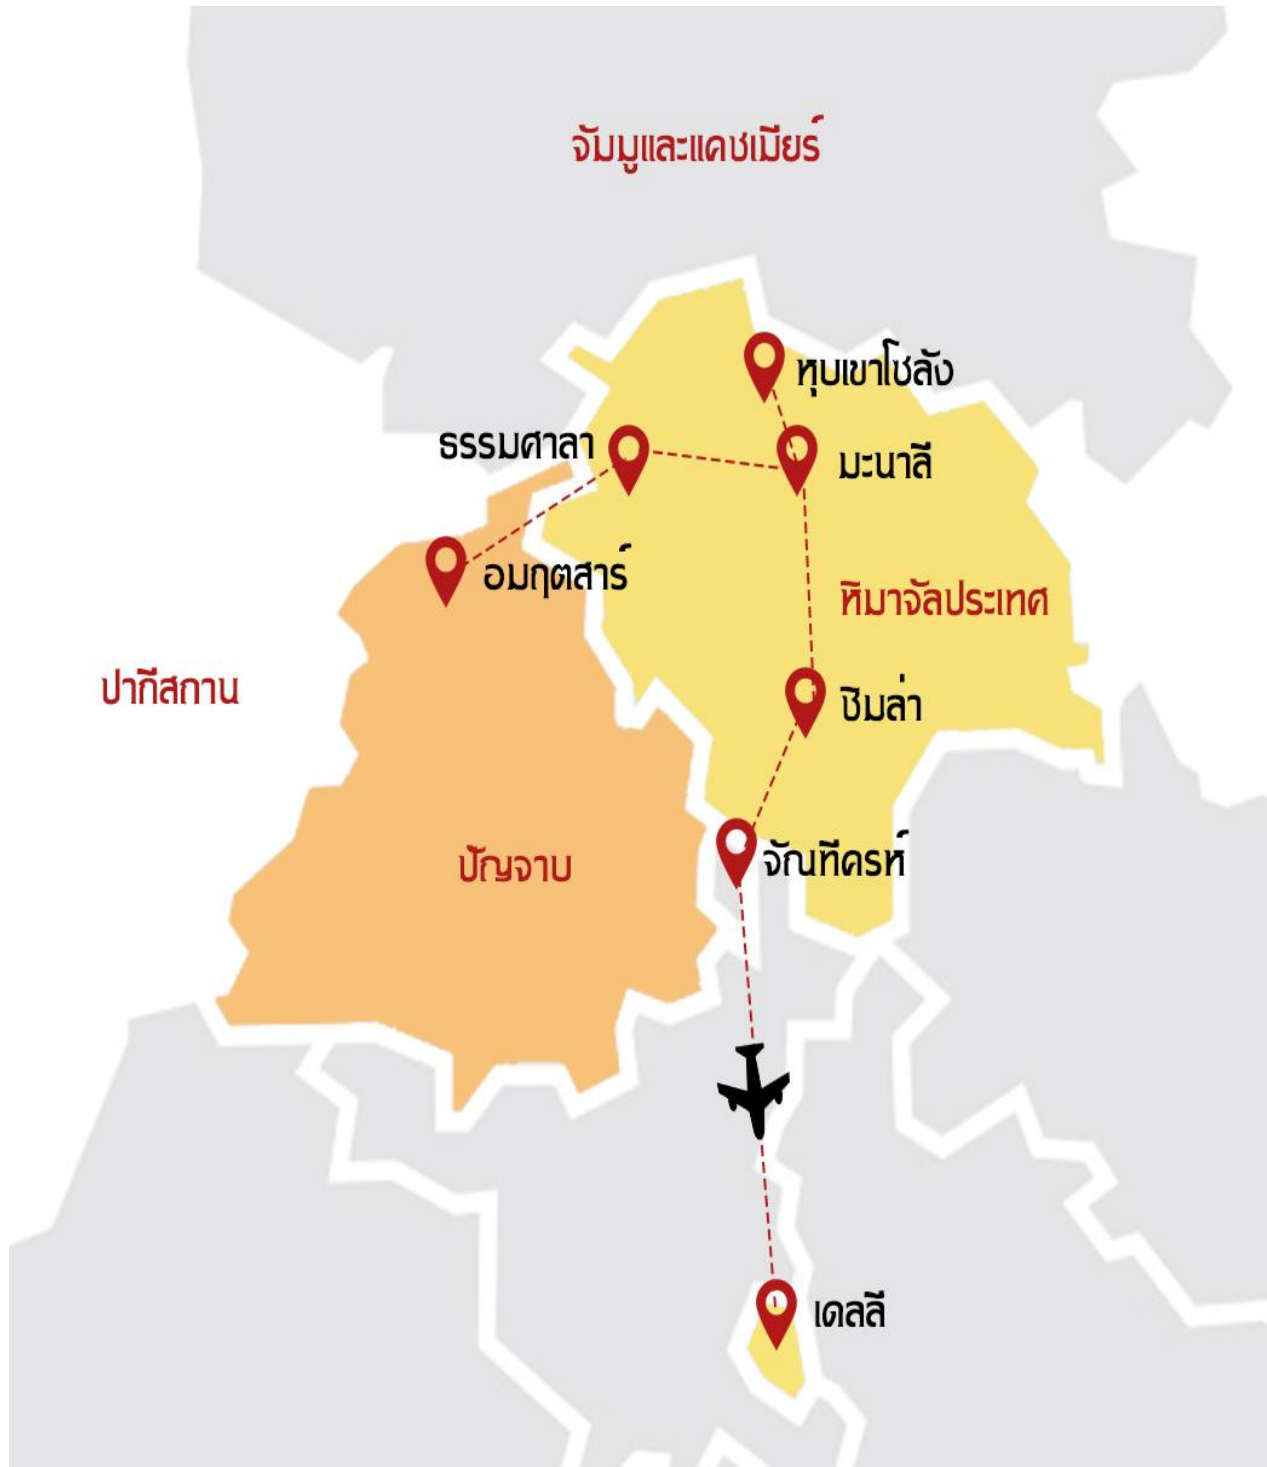 จัมมูและแคชเมียร์
หุบเขาโซลัง
ธรรมศาลา
มะนาลี
อมฤตสาร์
หิมาจัลประเทศ
ปากีสถาน
ชิมล่า
ปัญจาบ
จัณฑีครห์
เดลลี